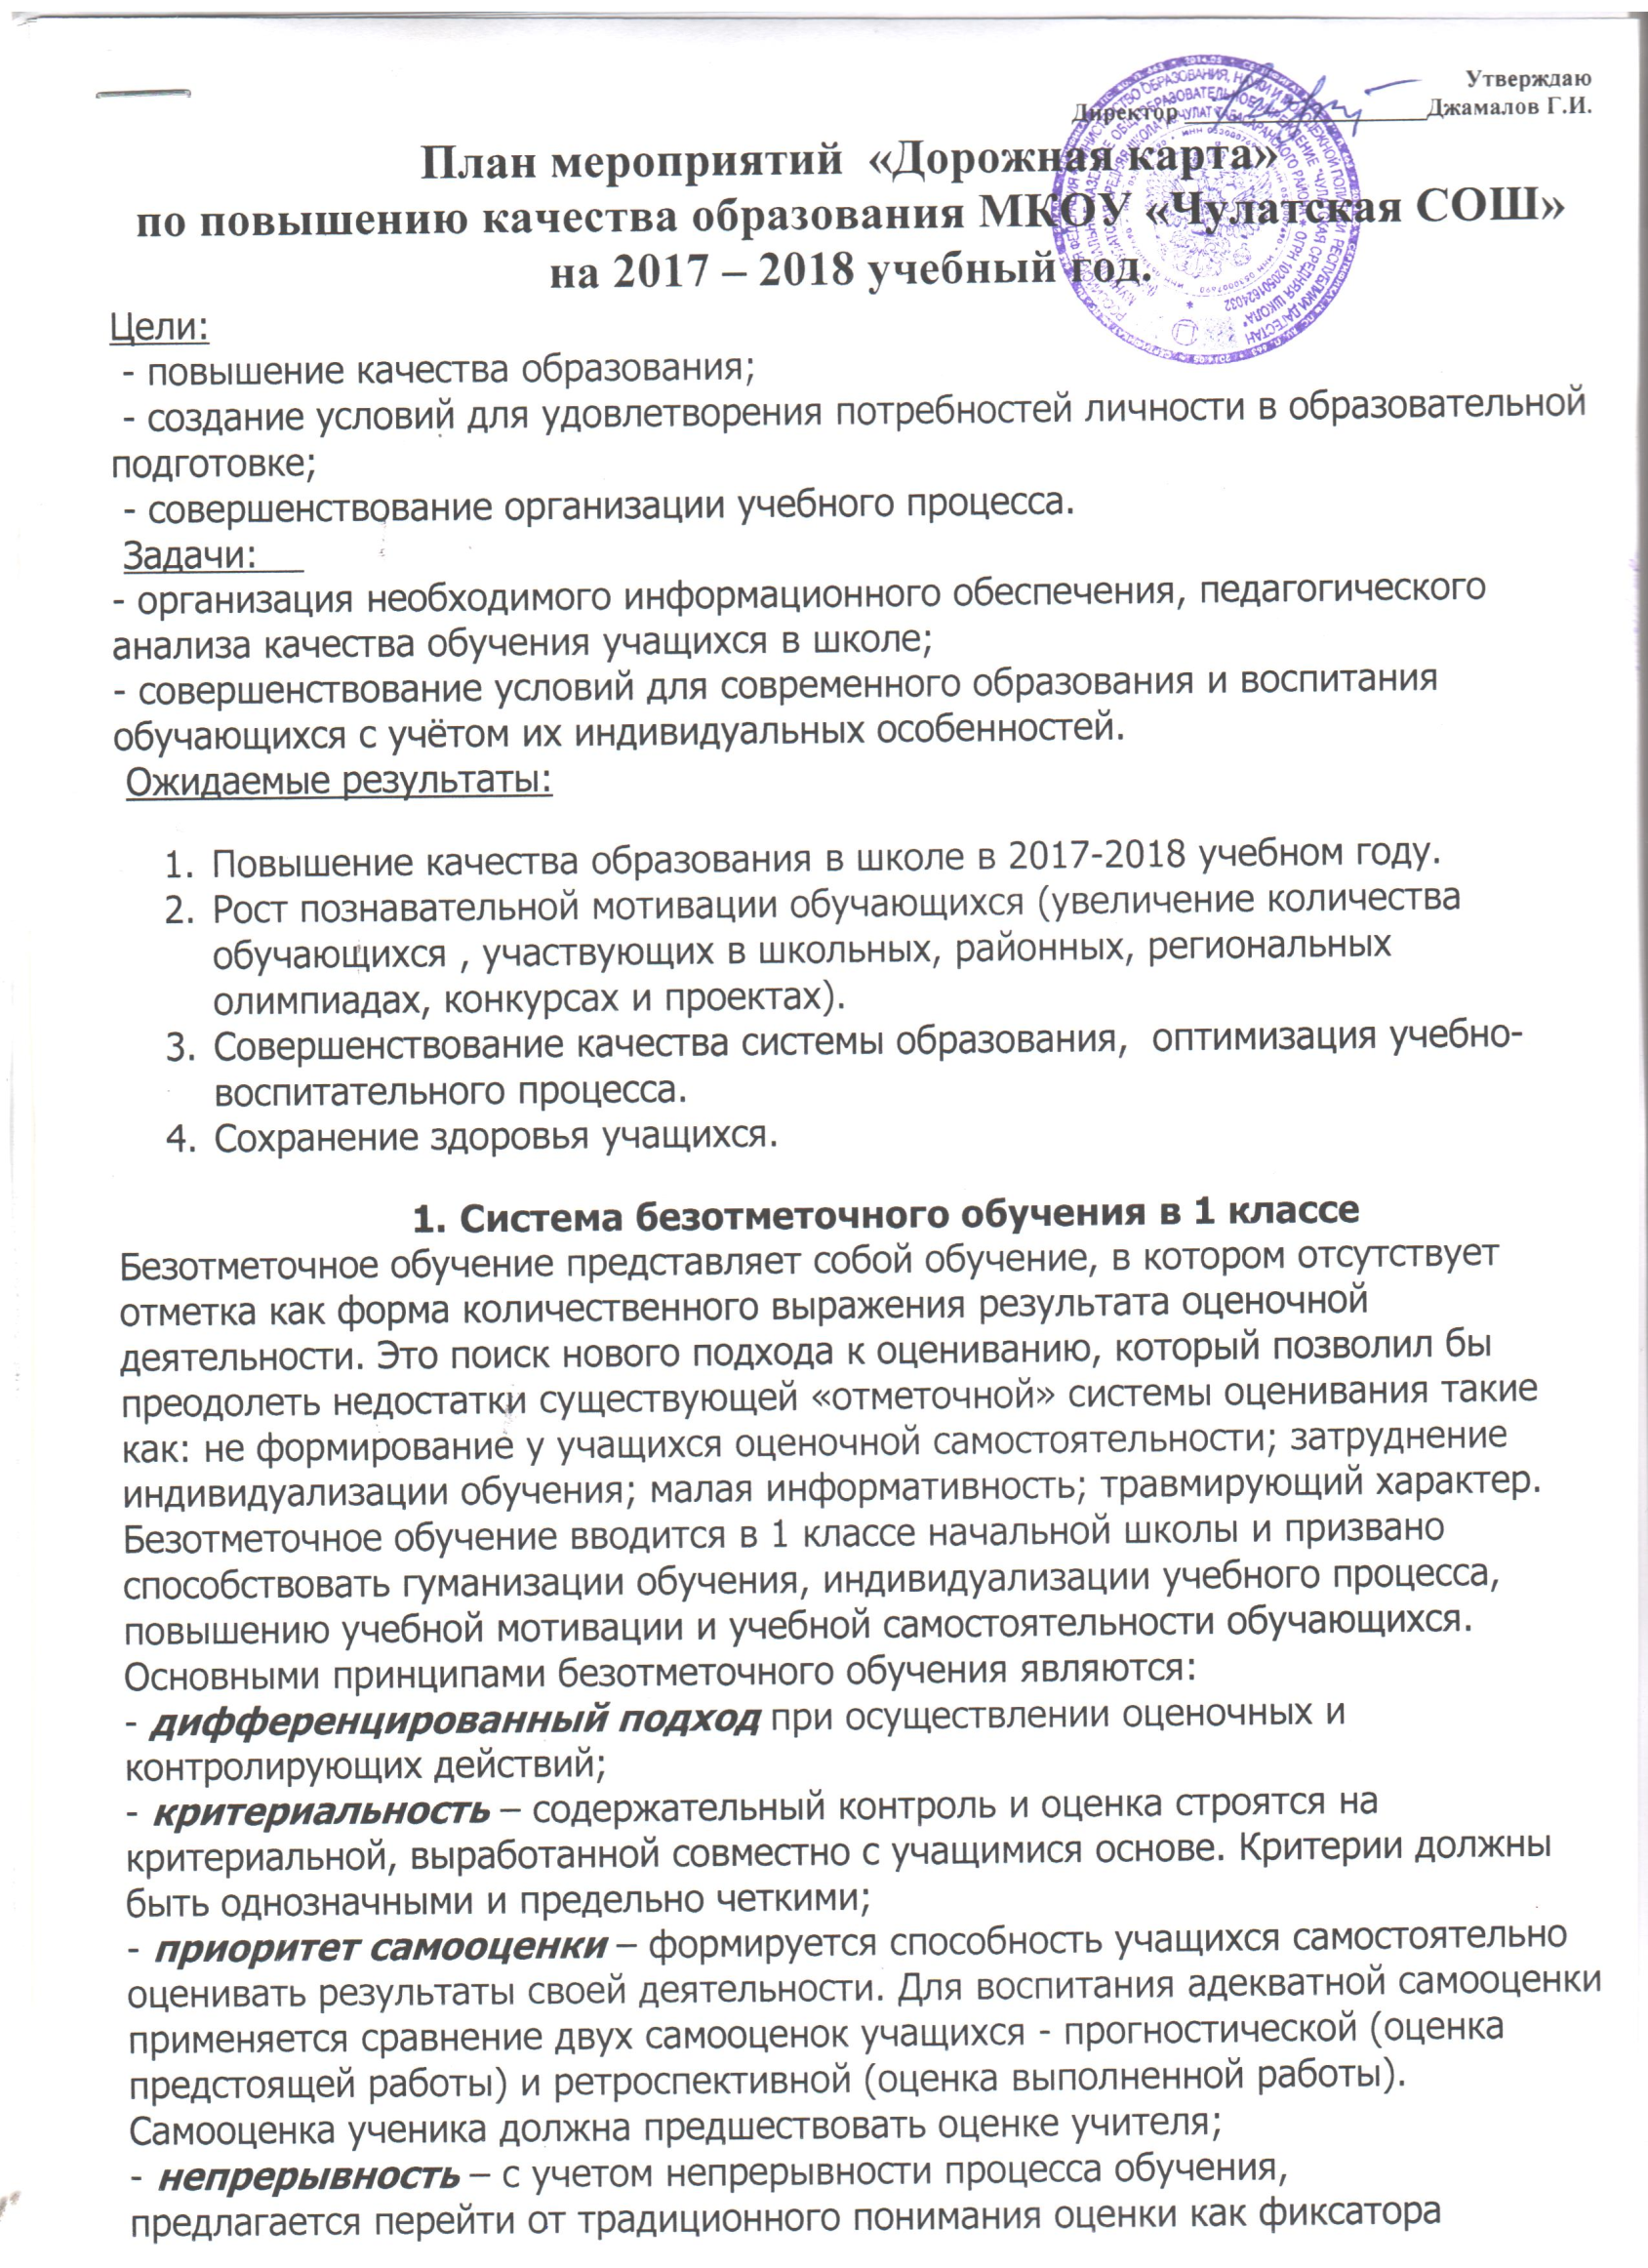 Утверждаю
Директор ____________________Джамалов Г.И.
План мероприятий «Дорожная карта»
по повышению качества образования МКОУ «Чулатская СОШ»
на 2017 – 2018 учебный год.
Цели:
- повышение качества образования;
- создание условий для удовлетворения потребностей личности в образовательной
подготовке;
- совершенствование организации учебного процесса.
Задачи:
- организация необходимого информационного обеспечения, педагогического
анализа качества обучения учащихся в школе;
- совершенствование условий для современного образования и воспитания
обучающихся с учётом их индивидуальных особенностей.
Ожидаемые результаты:
1. Повышение качества образования в школе в 2017-2018 учебном году.
2. Рост познавательной мотивации обучающихся (увеличение количества
обучающихся , участвующих в школьных, районных, региональных
олимпиадах, конкурсах и проектах).
3. Совершенствование качества системы образования, оптимизация учебно-
воспитательного процесса.
4. Сохранение здоровья учащихся.
1. Система безотметочного обучения в 1 классе
Безотметочное обучение представляет собой обучение, в котором отсутствует
отметка как форма количественного выражения результата оценочной
деятельности. Это поиск нового подхода к оцениванию, который позволил бы
преодолеть недостатки существующей «отметочной» системы оценивания такие
как: не формирование у учащихся оценочной самостоятельности; затруднение
индивидуализации обучения; малая информативность; травмирующий характер.
Безотметочное обучение вводится в 1 классе начальной школы и призвано
способствовать гуманизации обучения, индивидуализации учебного процесса,
повышению учебной мотивации и учебной самостоятельности обучающихся.
Основными принципами безотметочного обучения являются:
- дифференцированный подход при осуществлении оценочных и
контролирующих действий;
- критериальность – содержательный контроль и оценка строятся на
критериальной, выработанной совместно с учащимися основе. Критерии должны
быть однозначными и предельно четкими;
- приоритет самооценки – формируется способность учащихся самостоятельно
оценивать результаты своей деятельности. Для воспитания адекватной самооценки
применяется сравнение двух самооценок учащихся - прогностической (оценка
предстоящей работы) и ретроспективной (оценка выполненной работы).
Самооценка ученика должна предшествовать оценке учителя;
- непрерывность – с учетом непрерывности процесса обучения,
предлагается перейти от традиционного понимания оценки как фиксатора